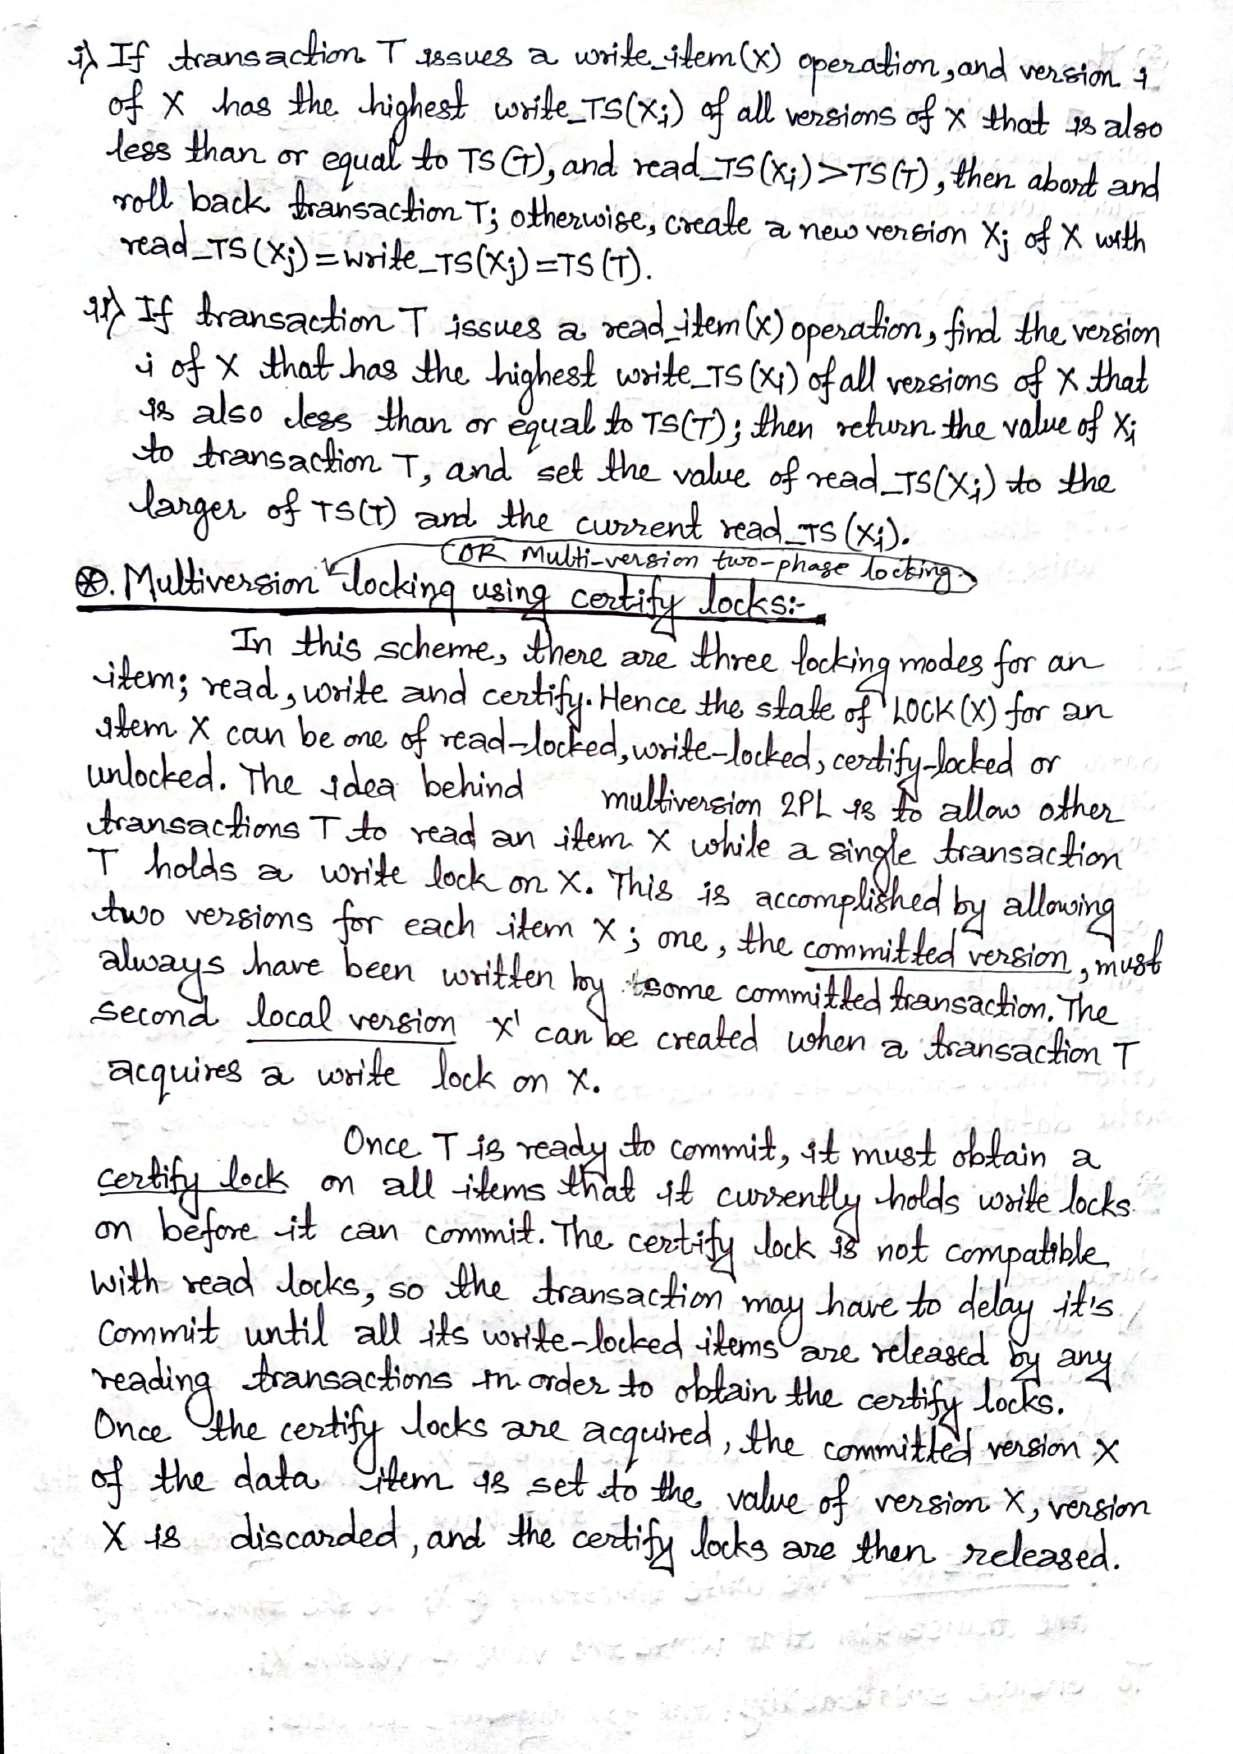 i) If transaction T issues a write_item(X) operation, and version i
of X has the highest write_TS(Xi) of all versions of X that is also
less than or equal to TS(T), and read_TS(Xi)>TS(T), then abort and
roll back transaction T; otherwise, create a new version Xj of X with
read_TS(Xj)=write_TS(Xj)=TS(T).
ii) If transaction T issues a read_item(X) operation, find the version
i of X that has the highest write_TS(Xi) of all versions of X that
is also less than or equal to TS(T); then return the value of Xi
to transaction T, and set the value of read_TS(Xi) to the
larger of TS(T) and the current read_TS(Xi).
OR Multi-version two-phase locking.
⊛. Multiversion locking using certify locks:-
In this scheme, there are three locking modes for an
item; read, write and certify. Hence the state of LOCK(X) for an
item X can be one of read-locked, write-locked, certify-locked or
unlocked. The idea behind multiversion 2PL is to allow other
transactions T to read an item X while a single transaction
T holds a write lock on X. This is accomplished by allowing
two versions for each item X; one, the committed version, must
always have been written by some committed transaction. The
second local version X' can be created when a transaction T
acquires a write lock on X.
Once T is ready to commit, it must obtain a
certify lock on all items that it currently holds write locks
on before it can commit. The certify lock is not compatible
with read locks, so the transaction may have to delay it's
commit until all its write-locked items are released by any
reading transactions in order to obtain the certify locks.
Once the certify locks are acquired, the committed version X
of the data item is set to the value of version X, version
X is discarded, and the certify locks are then released.